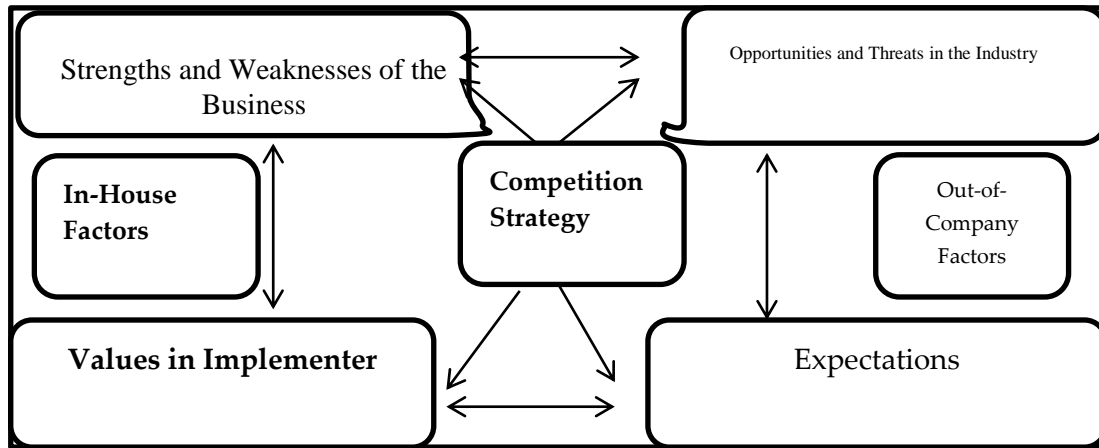 Strengths and Weaknesses of the
Business
Opportunities and Threats in the Industry
In-House
Factors
Competition
Strategy
Out-of-
Company
Factors
Values in Implementer
Expectations